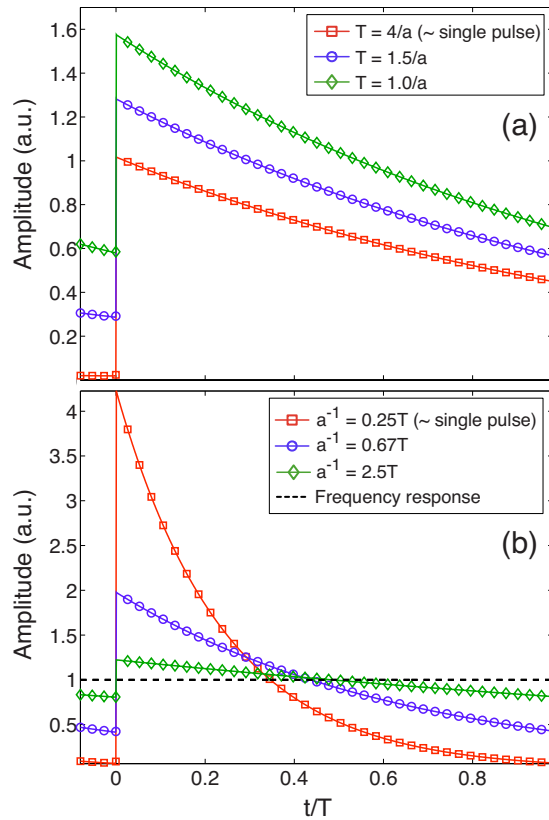 1.6
1.4
1.2
1
0.8
0.6
0.4
0.2
Amplitude (a.u.)
T = 4/a (~ single pulse)
T = 1.5/a
T = 1.0/a
(a)
4
3.5
3
2.5
2
1.5
1
0.5
Amplitude (a.u.)
a⁻¹ = 0.25T (~ single pulse)
a⁻¹ = 0.67T
a⁻¹ = 2.5T
Frequency response
(b)
0 0.2 0.4 0.6 0.8
t/T